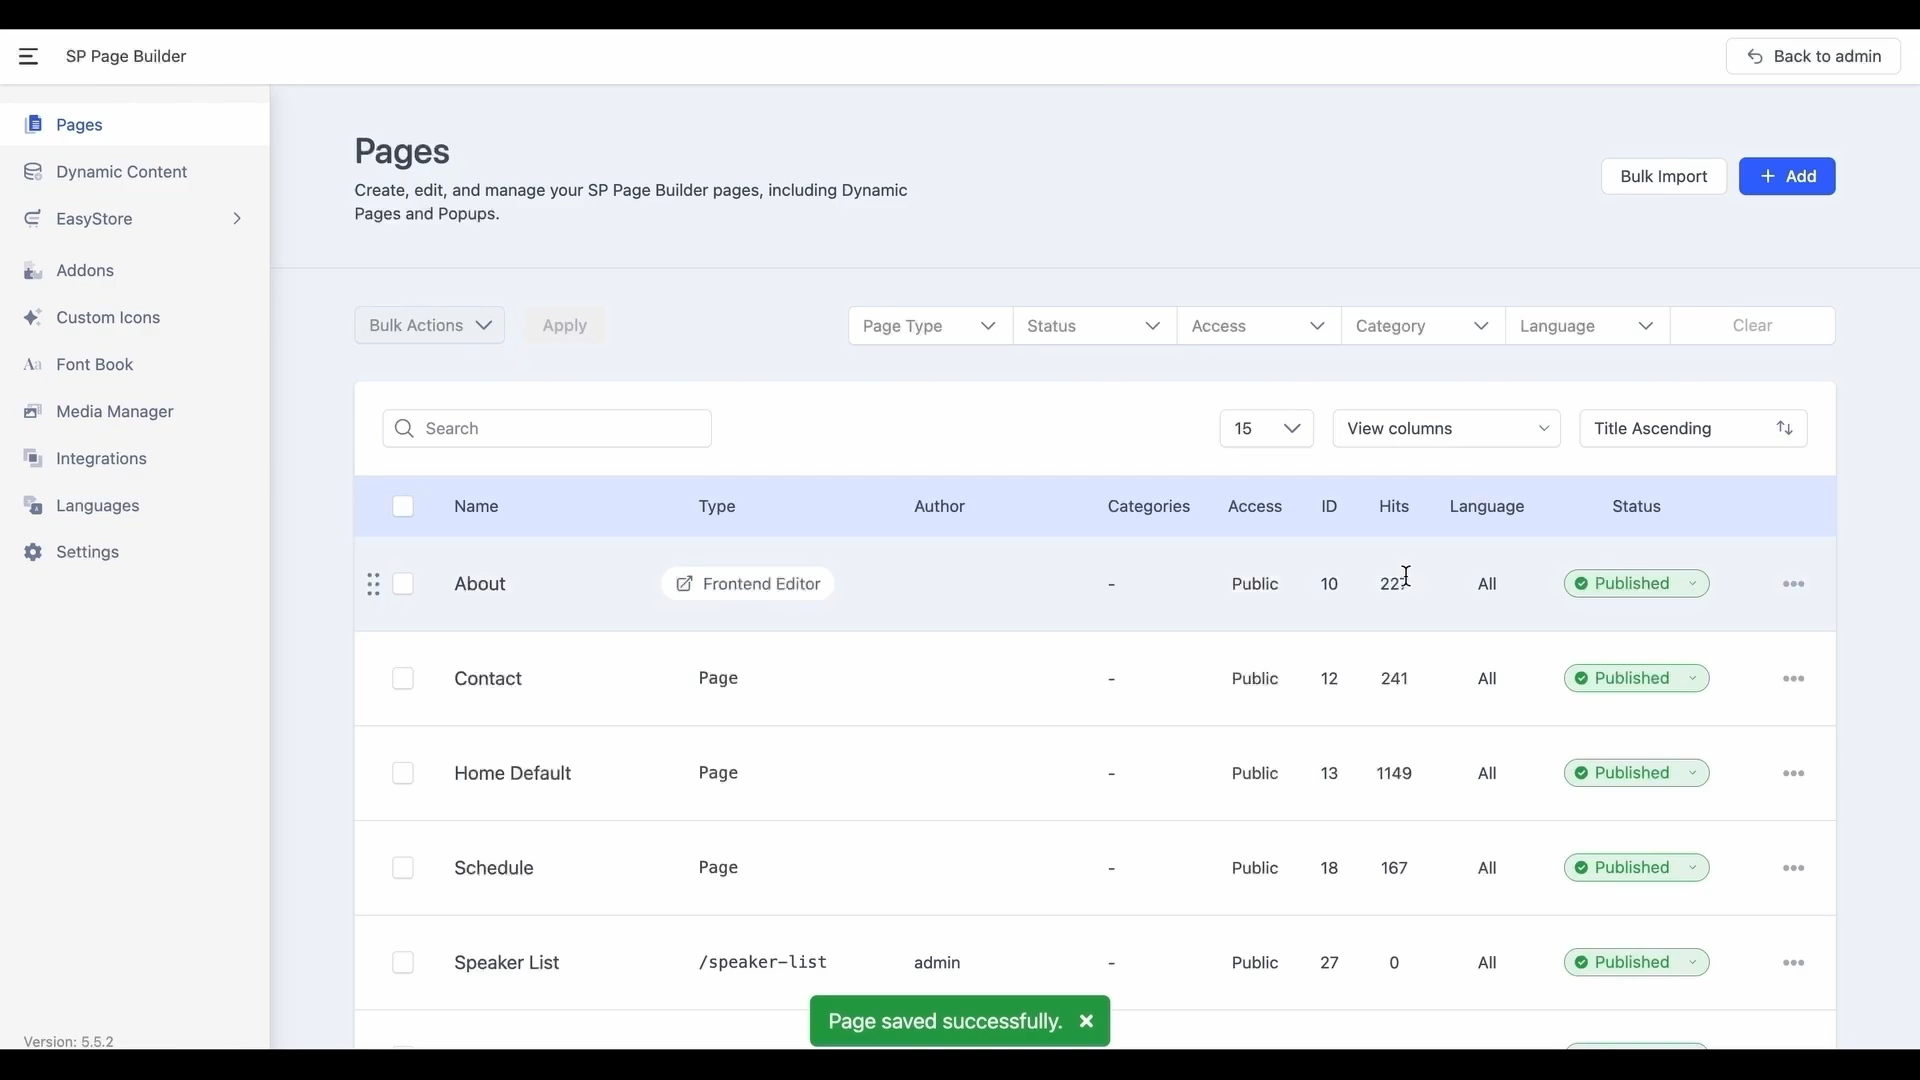 SP Page Builder
Back to admin
Pages
Dynamic Content
EasyStore
Addons
Custom Icons
Font Book
Media Manager
Integrations
Languages
Settings
Version: 5.5.2
Pages
Create, edit, and manage your SP Page Builder pages, including Dynamic
Pages and Popups.
Bulk Import
Add
Bulk Actions
Apply
Page Type
Status
Access
Category
Language
Clear
Search
15
View columns
Title Ascending
Name Type Author Categories Access ID Hits Language Status
About Frontend Editor - Public 10 All Published
Contact Page - Public 12 241 All Published
Home Default Page - Public 13 1149 All Published
Schedule Page - Public 18 167 All Published
Speaker List /speaker-list admin - Public 27 0 All Published
Page saved successfully.